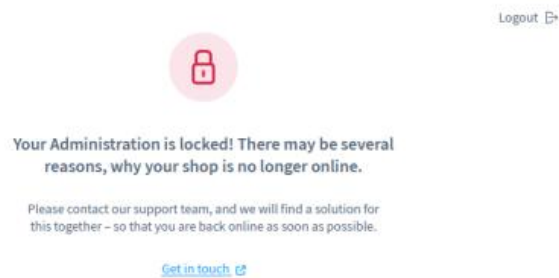 Logout
Your Administration is locked! There may be several
reasons, why your shop is no longer online.
Please contact our support team, and we will find a solution for
this together – so that you are back online as soon as possible.
Get in touch